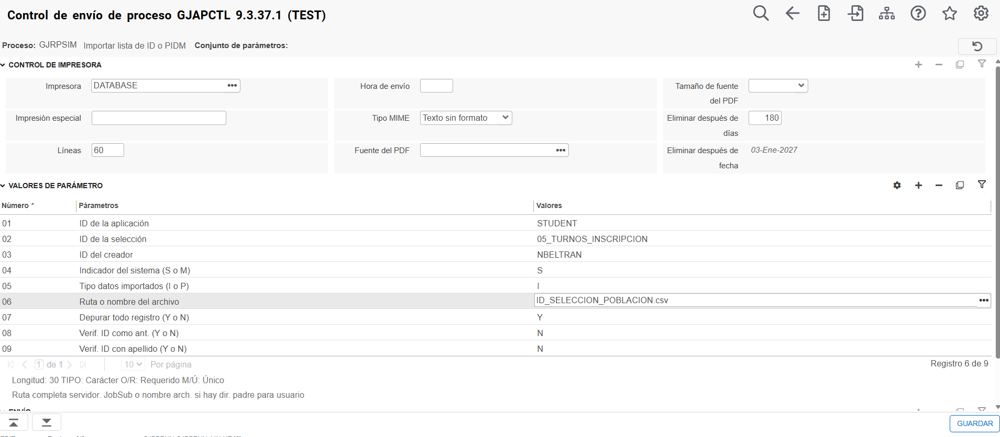 Control de envío de proceso GJAPCTL 9.3.37.1 (TEST)
Proceso: GJRPSIM Importar lista de ID o PIDM Conjunto de parámetros:
CONTROL DE IMPRESORA
Impresora DATABASE
Hora de envío
Tamaño de fuente del PDF
Impresión especial
Tipo MIME Texto sin formato
Eliminar después de días 180
Líneas 60
Fuente del PDF
Eliminar después de fecha 03-Ene-2027
VALORES DE PARÁMETRO
Número * Párametros Valores
01 ID de la aplicación STUDENT
02 ID de la selección 05_TURNOS_INSCRIPCION
03 ID del creador NBELTRAN
04 Indicador del sistema (S o M) S
05 Tipo datos importados (I o P) I
06 Ruta o nombre del archivo ID_SELECCION_POBLACION.csv
07 Depurar todo registro (Y o N) Y
08 Verif. ID como ant. (Y o N) N
09 Verif. ID con apellido (Y o N) N
1 de 1 10 Por página Registro 6 de 9
Longitud: 30 TIPO: Carácter O/R: Requerido M/Ú: Único
Ruta completa servidor. JobSub o nombre arch. si hay dir. padre para usuario
ENVÍO
GUARDAR